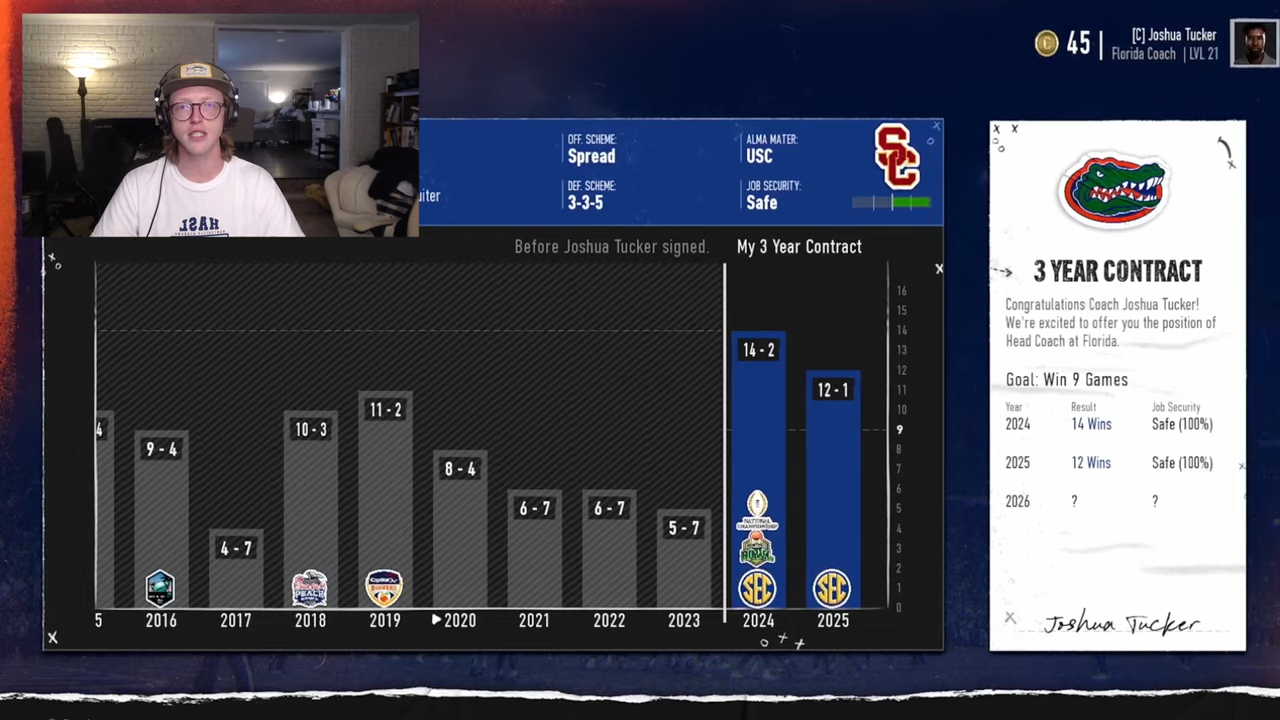 45 | [C] Joshua Tucker
Florida Coach | LVL 21
OFF. SCHEME:
Spread
ALMA MATER:
USC
DEF. SCHEME:
3-3-5
JOB SECURITY:
Safe
Before Joshua Tucker signed.
My 3 Year Contract
16
15
14
13
12
11
10
9
8
7
6
5
4
3
2
1
0
4
9 - 4
4 - 7
10 - 3
11 - 2
8 - 4
6 - 7
6 - 7
5 - 7
14 - 2
12 - 1
NATIONAL
CHAMPIONSHIP
PEACH
BOWL
SEC
SEC
5
2016
2017
2018
2019
2020
2021
2022
2023
2024
2025
3 YEAR CONTRACT
Congratulations Coach Joshua Tucker!
We're excited to offer you the position of
Head Coach at Florida.
Goal: Win 9 Games
Year Result Job Security
2024 14 Wins Safe (100%)
2025 12 Wins Safe (100%)
2026 ? ?
Joshua Tucker